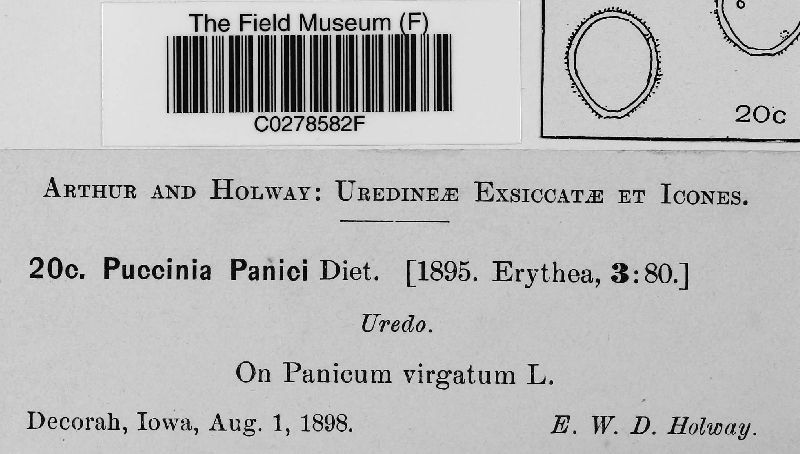 The Field Museum (F)
C0278582F
20c
ARTHUR AND HOLWAY: UREDINEÆ EXSICCATÆ ET ICONES.
20c. Puccinia Panici Diet. [1895. Erythea, 3:80.]
Uredo.
On Panicum virgatum L.
Decorah, Iowa, Aug. 1, 1898.
E. W. D. Holway.